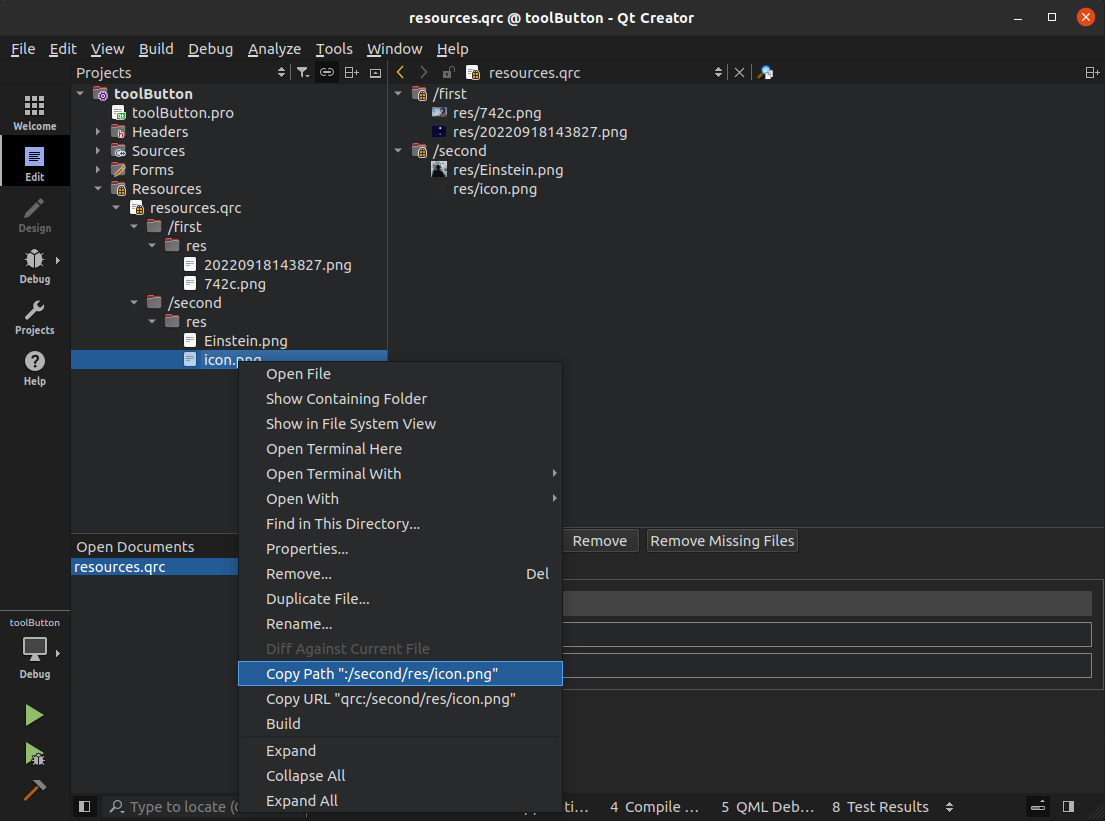 resources.qrc @ toolButton - Qt Creator
File Edit View Build Debug Analyze Tools Window Help
Projects
resources.qrc
Welcome
Edit
Design
Debug
Projects
Help
toolButton
toolButton.pro
Headers
Sources
Forms
Resources
resources.qrc
/first
res
20220918143827.png
742c.png
/second
res
Einstein.png
icon.png
/first
res/742c.png
res/20220918143827.png
/second
res/Einstein.png
res/icon.png
Open File
Show Containing Folder
Show in File System View
Open Terminal Here
Open Terminal With
Open With
Find in This Directory...
Properties...
Remove... Del
Duplicate File...
Rename...
Diff Against Current File
Copy Path ":/second/res/icon.png"
Copy URL "qrc:/second/res/icon.png"
Build
Expand
Collapse All
Expand All
Open Documents
resources.qrc
Remove
Remove Missing Files
toolButton
Debug
Type to locate (
4 Compile ... 5 QML Deb... 8 Test Results